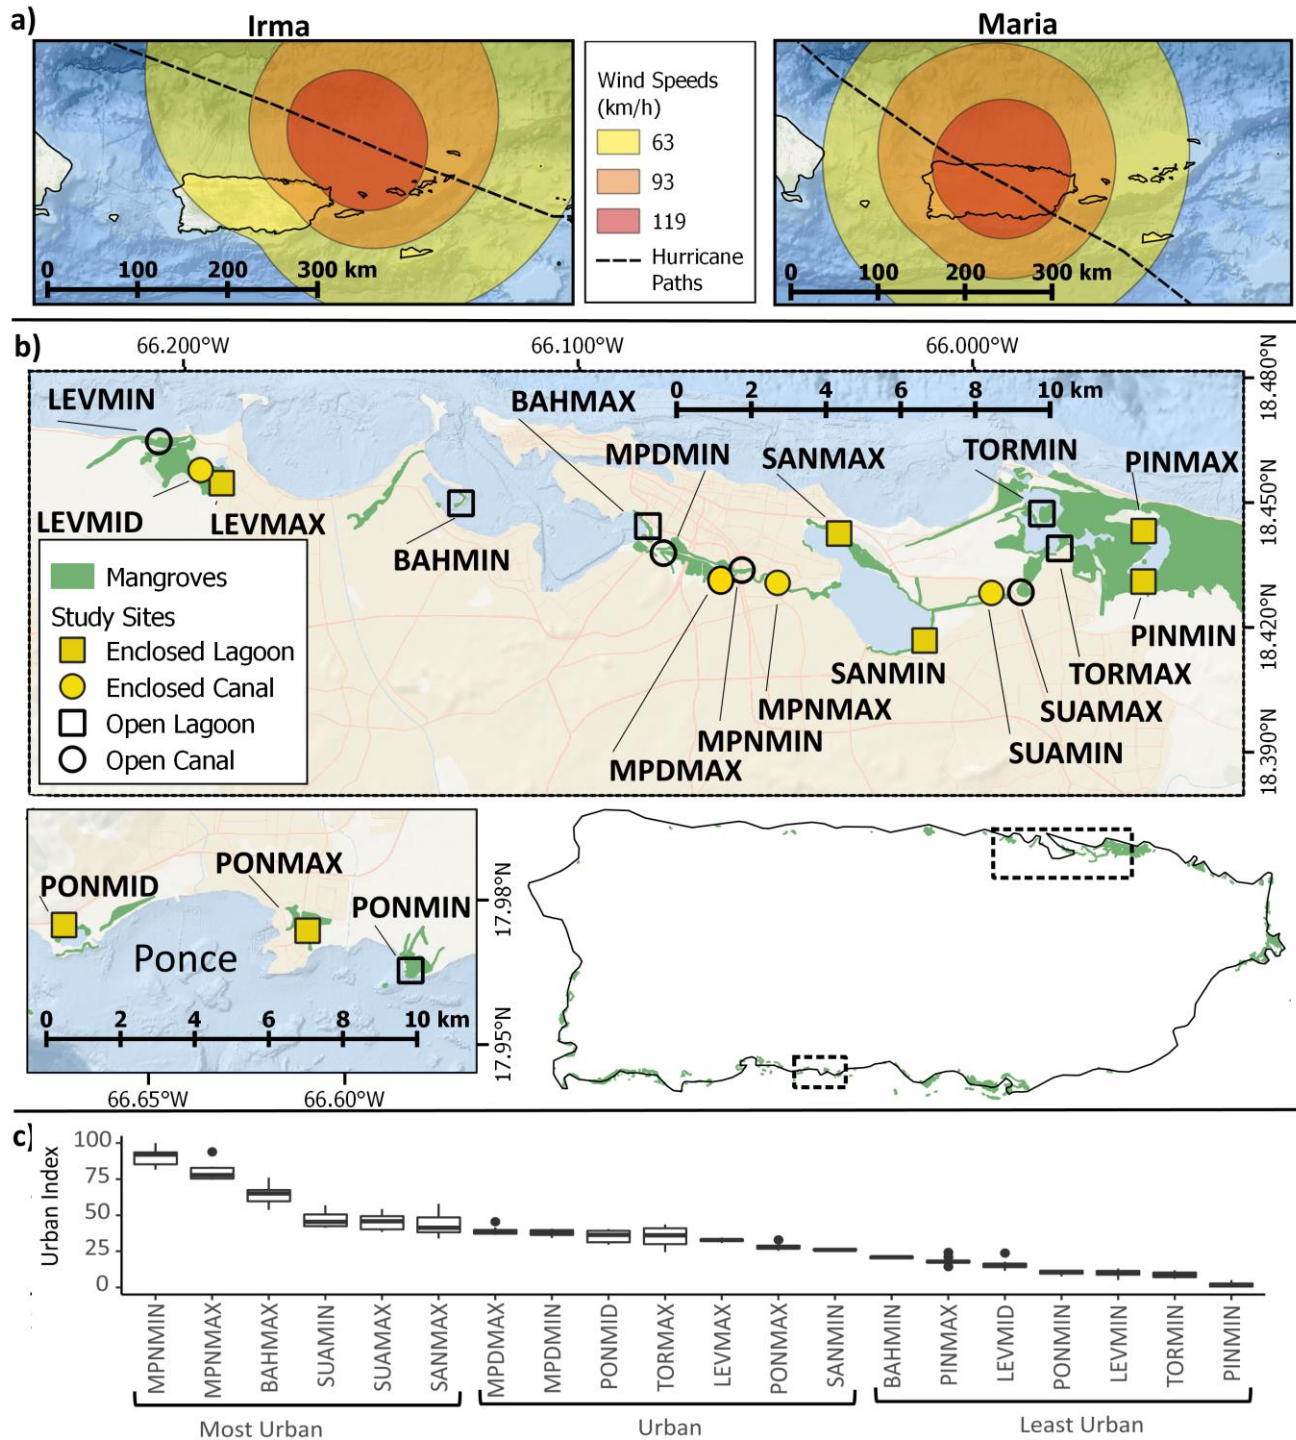 a)
Irma
Maria
Wind Speeds
(km/h)
63
93
119
Hurricane
Paths
0 100 200 300 km
0 100 200 300 km
b)
66.200°W 66.100°W 66.000°W
18.480°N
18.450°N
18.420°N
18.390°N
0 2 4 6 8 10 km
LEVMIN
BAHMAX
MPDMIN
SANMAX
TORMIN
PINMAX
LEVMID
LEVMAX
BAHMIN
PINMIN
SANMIN
TORMAX
MPNMAX
SUAMAX
MPNMIN
SUAMIN
MPDMAX
Mangroves
Study Sites
Enclosed Lagoon
Enclosed Canal
Open Lagoon
Open Canal
PONMAX
PONMID
PONMIN
Ponce
0 2 4 6 8 10 km
17.98°N
17.95°N
66.65°W 66.60°W
c)
Urban Index
100
75
50
25
0
MPNMIN
MPNMAX
BAHMAX
SUAMIN
SUAMAX
SANMAX
MPDMAX
MPDMIN
PONMID
TORMAX
LEVMAX
PONMAX
SANMIN
BAHMIN
PINMAX
LEVMID
PONMIN
LEVMIN
TORMIN
PINMIN
Most Urban
Urban
Least Urban